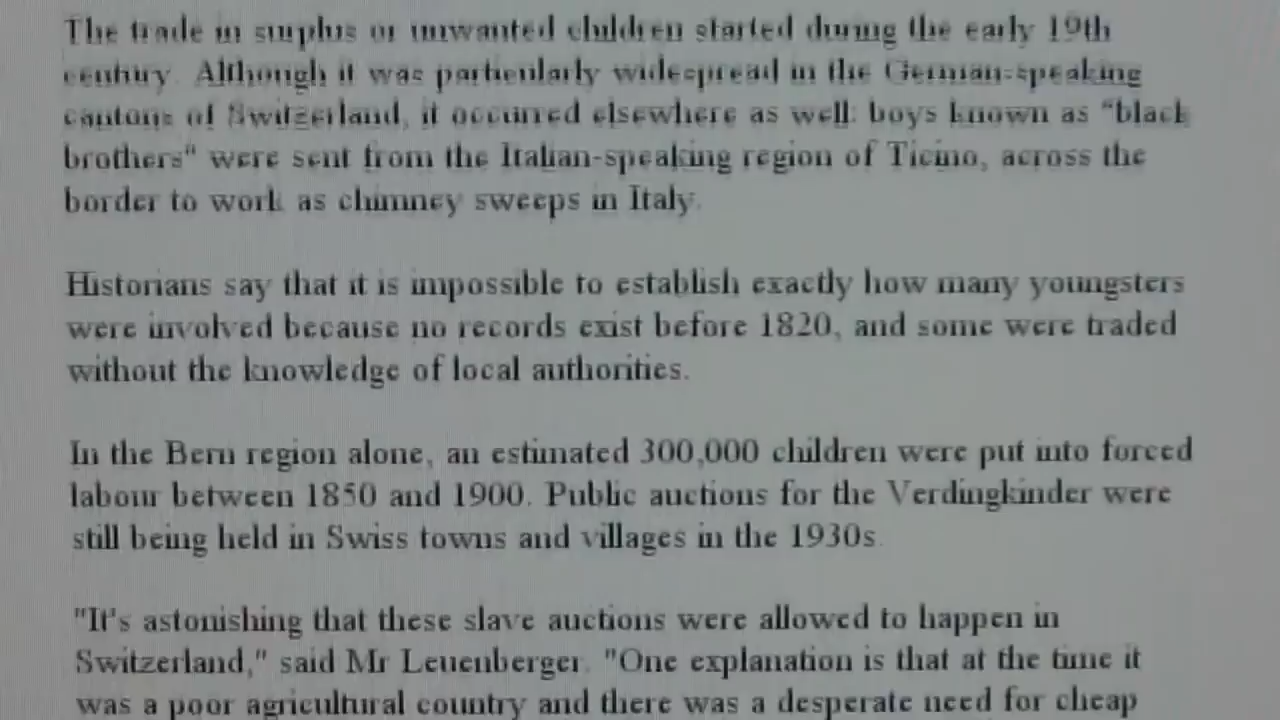 The trade in surplus or unwanted children started during the early 19th
century. Although it was particularly widespread in the German-speaking
cantons of Switzerland, it occurred elsewhere as well: boys known as "black
brothers" were sent from the Italian-speaking region of Ticino, across the
border to work as chimney sweeps in Italy.
Historians say that it is impossible to establish exactly how many youngsters
were involved because no records exist before 1820, and some were traded
without the knowledge of local authorities.
In the Bern region alone, an estimated 300,000 children were put into forced
labour between 1850 and 1900. Public auctions for the Verdingkinder were
still being held in Swiss towns and villages in the 1930s.
"It's astonishing that these slave auctions were allowed to happen in
Switzerland," said Mr Leuenberger. "One explanation is that at the time it
was a poor agricultural country and there was a desperate need for cheap